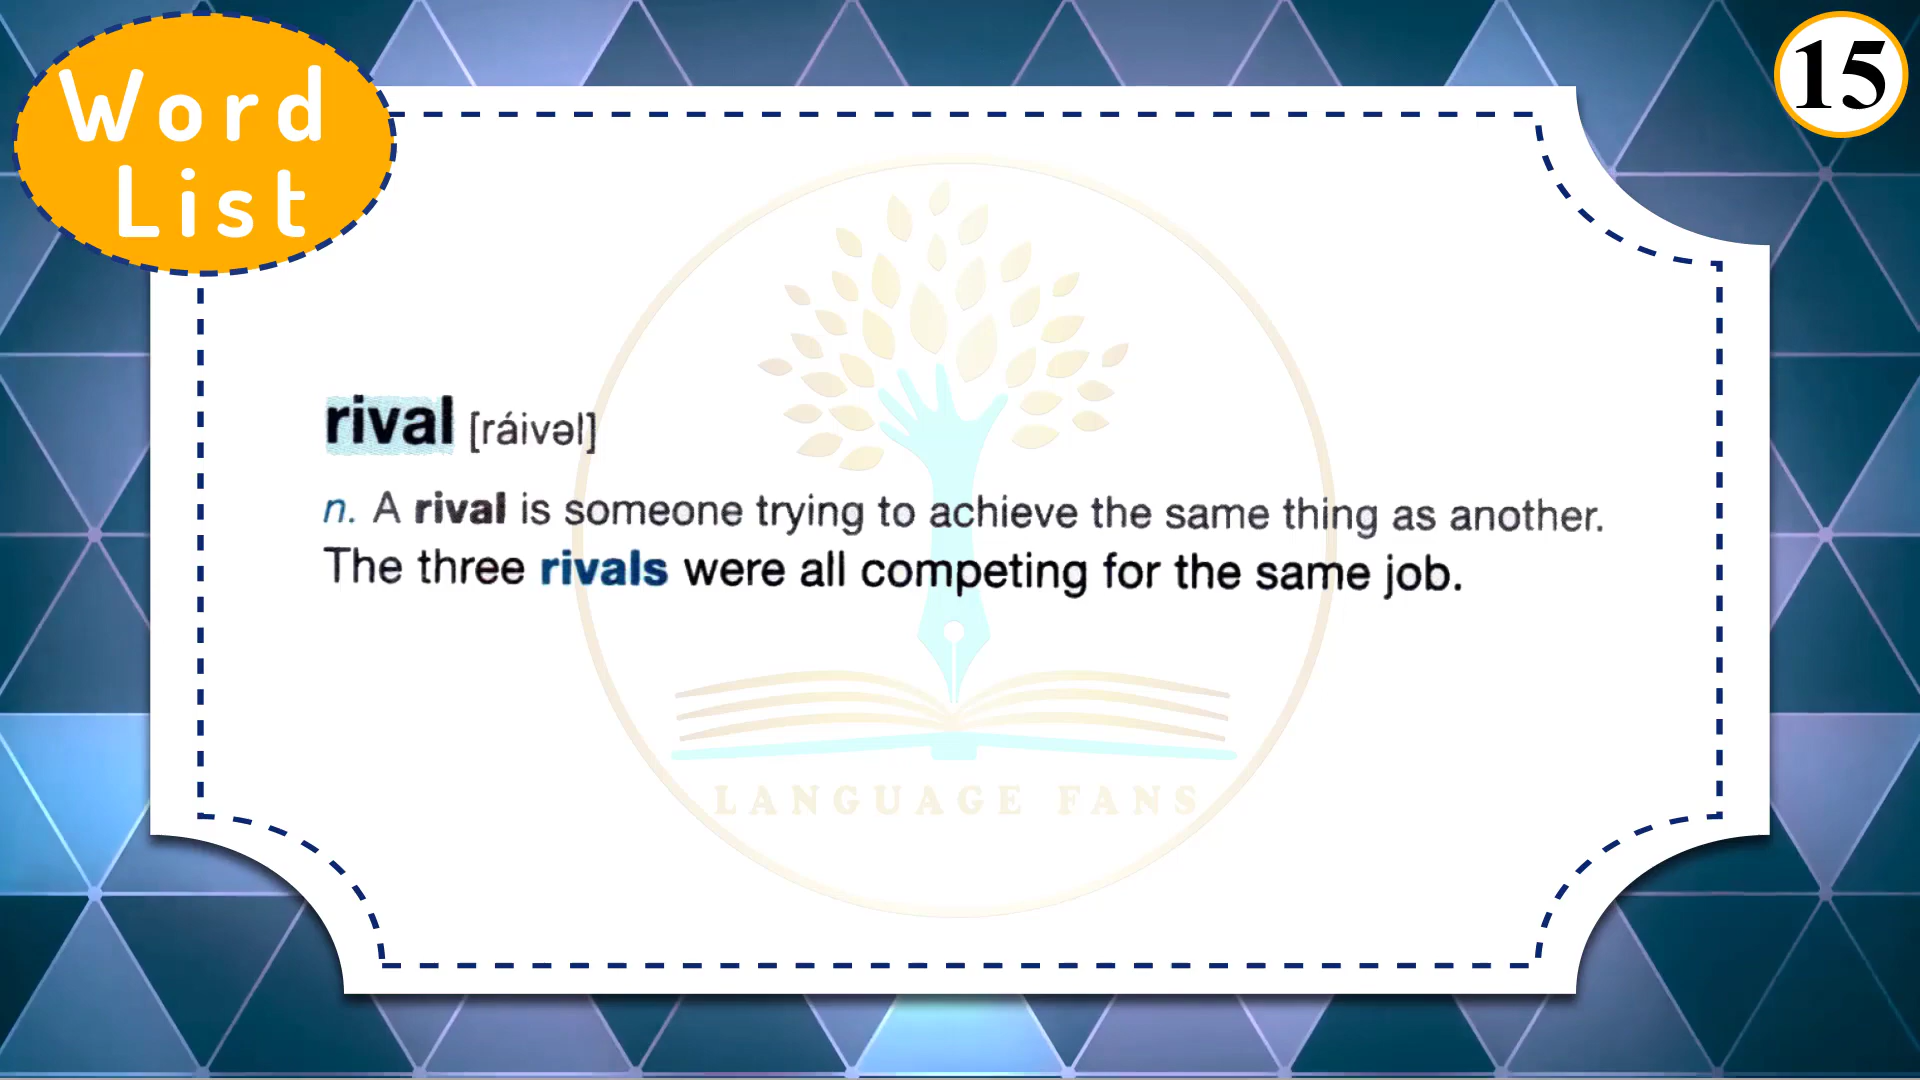 Word
List
15
rival [ráivəl]
n. A rival is someone trying to achieve the same thing as another.
The three rivals were all competing for the same job.
LANGUAGE FANS